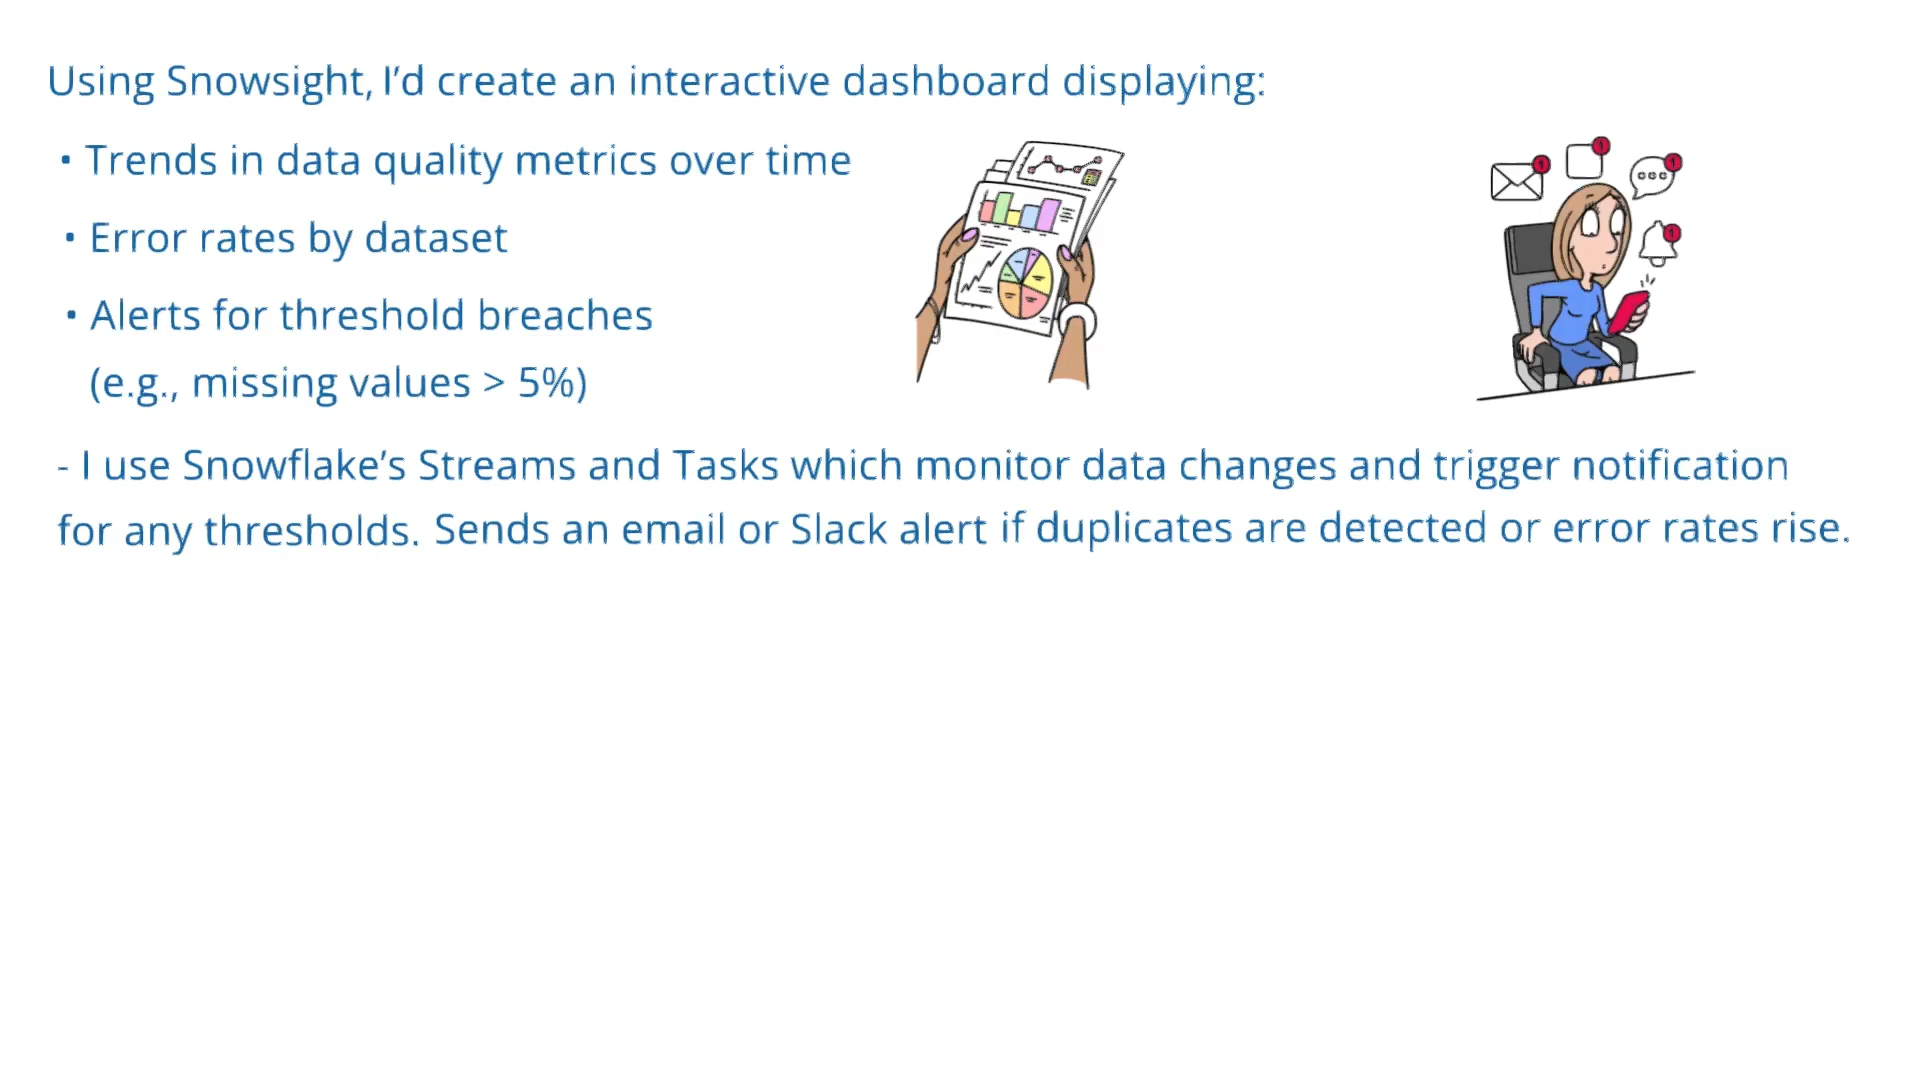 Using Snowsight, I’d create an interactive dashboard displaying:
• Trends in data quality metrics over time
• Error rates by dataset
• Alerts for threshold breaches
(e.g., missing values > 5%)
- I use Snowflake’s Streams and Tasks which monitor data changes and trigger notification
for any thresholds. Sends an email or Slack alert if duplicates are detected or error rates rise.